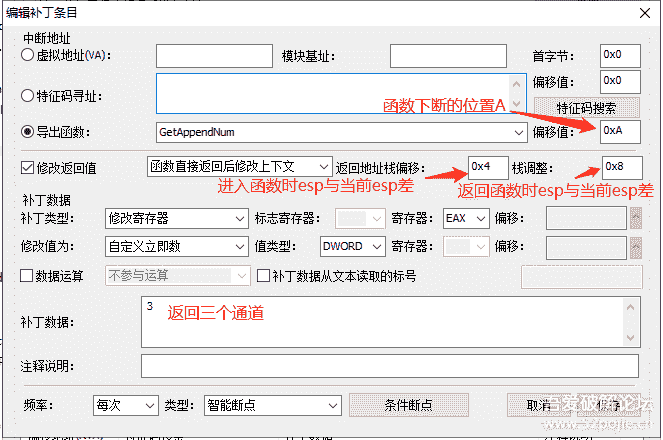 编辑补丁条目
中断地址
虚拟地址(VA): 模块基址: 首字节: 0x0
特征码寻址: 偏移值: 0x0
函数下断的位置A 特征码搜索
导出函数: GetAppendNum 偏移值: 0xA
修改返回值 函数直接返回后修改上下文 返回地址栈偏移: 0x4 栈调整: 0x8
进入函数时esp与当前esp差 返回函数时esp与当前esp差
补丁数据
补丁类型: 修改寄存器 标志寄存器: 寄存器: EAX 偏移:
修改值为: 自定义立即数 值类型: DWORD 寄存器: 偏移:
数据运算 不参与运算 补丁数据从文本读取的标号
补丁数据: 3 返回三个通道
注释说明:
频率: 每次 类型: 智能断点 条件断点 取消 保存
吾爱破解论坛
www.52pojie.cn